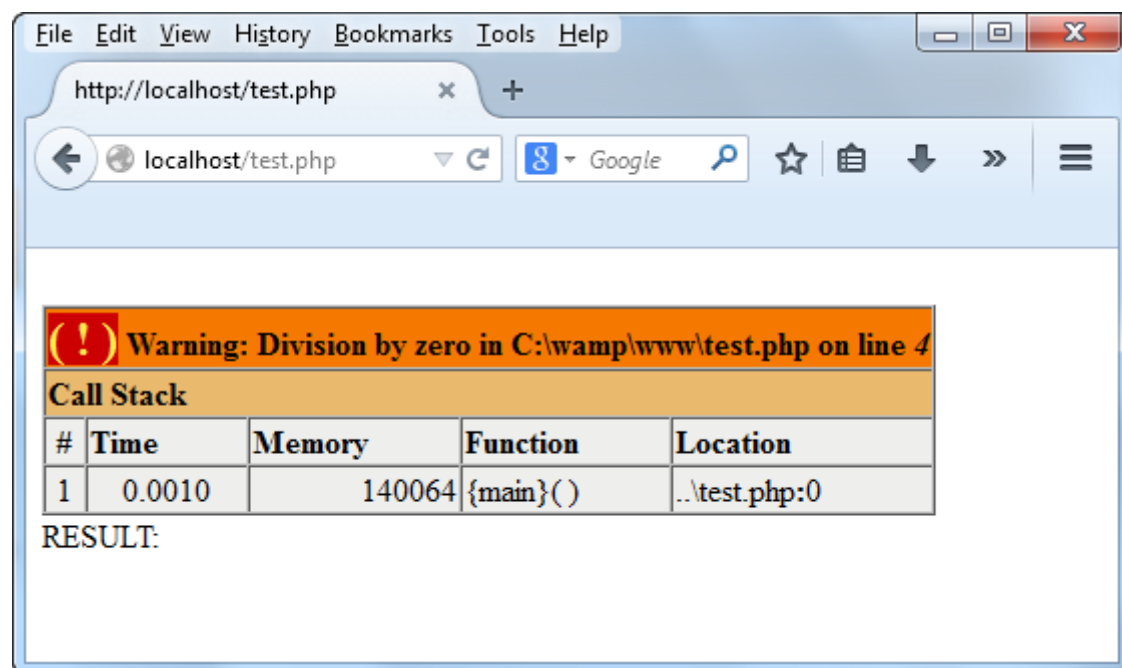 File Edit View History Bookmarks Tools Help
http://localhost/test.php
localhost/test.php 8 Google
( ! ) Warning: Division by zero in C:\wamp\www\test.php on line 4
Call Stack
# Time Memory Function Location
1 0.0010 140064 {main}( ) ..\test.php:0
RESULT: